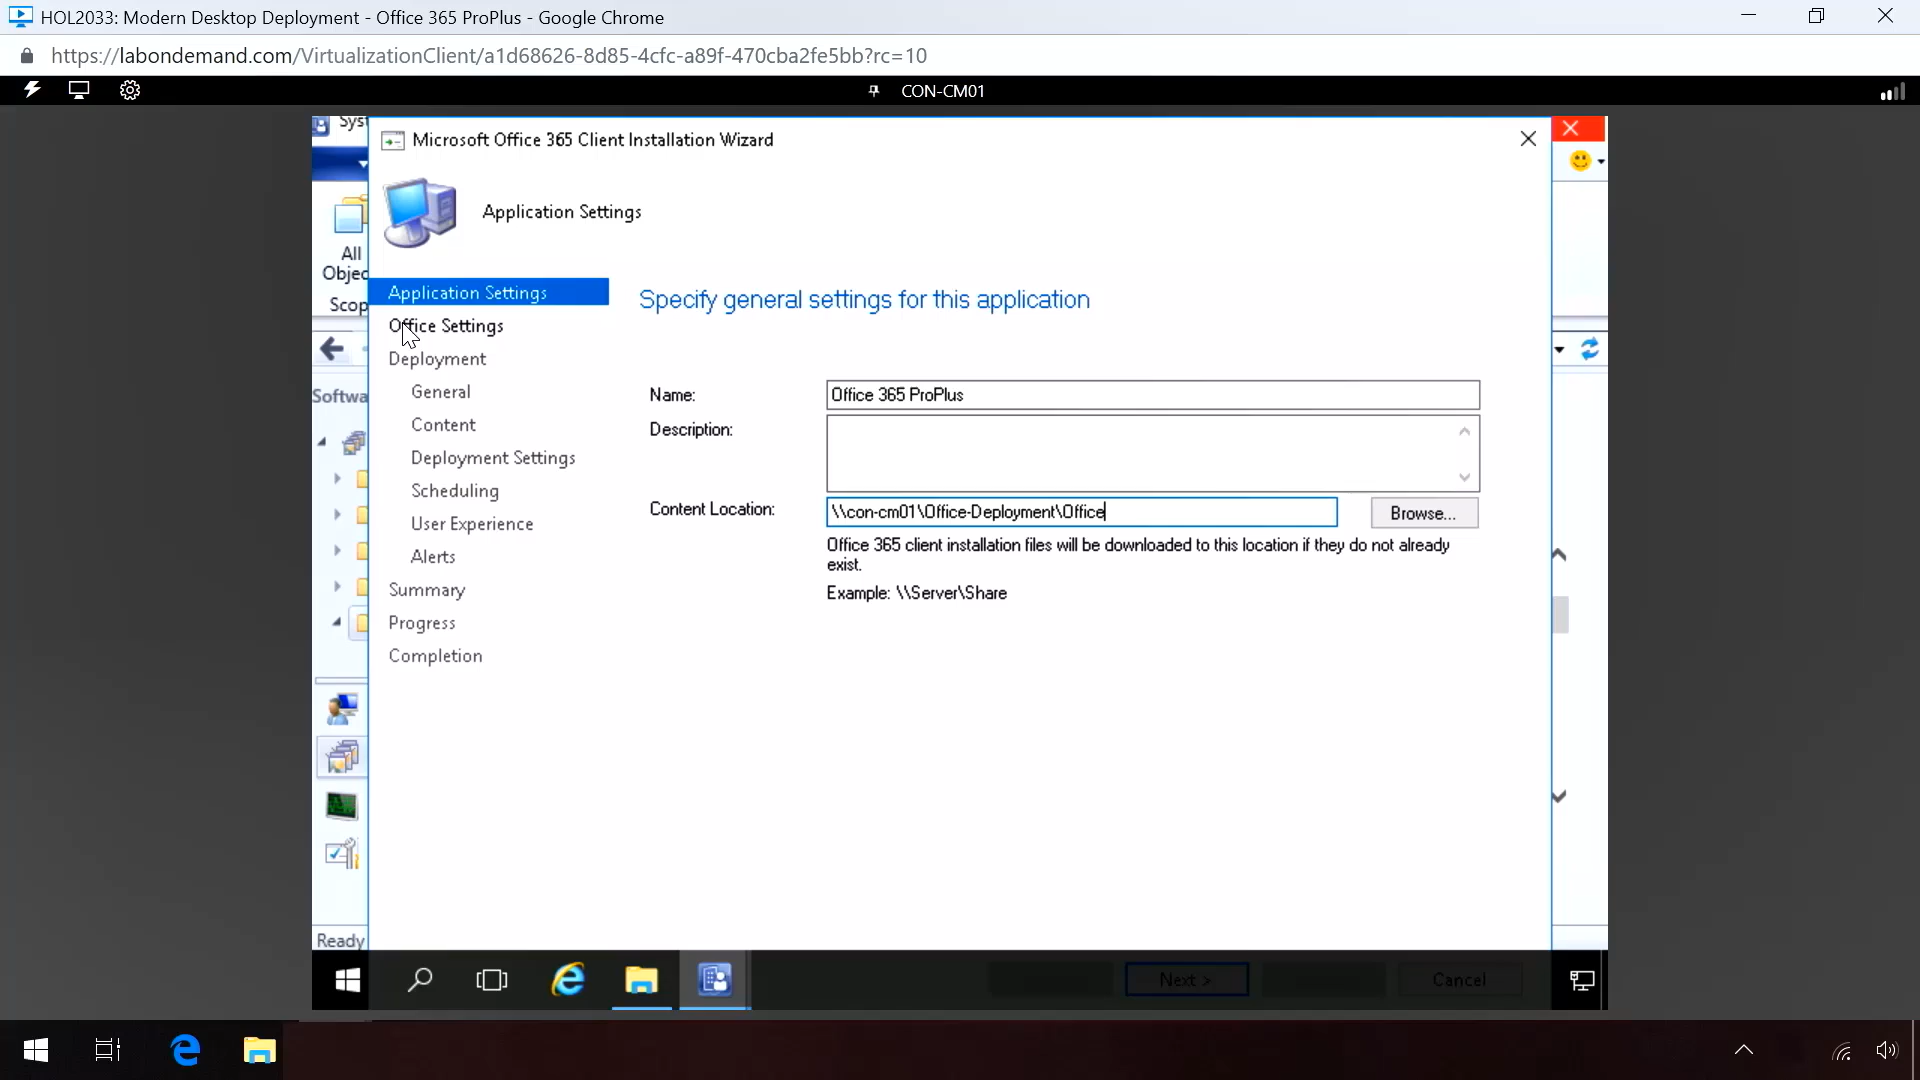 HOL2033: Modern Desktop Deployment - Office 365 ProPlus - Google Chrome
https://labondemand.com/VirtualizationClient/a1d68626-8d85-4cfc-a89f-470cba2fe5bb?rc=10
CON-CM01
Syst
Microsoft Office 365 Client Installation Wizard
Application Settings
All
Objec
Scop
Softwa
Application Settings
Office Settings
Deployment
General
Content
Deployment Settings
Scheduling
User Experience
Alerts
Summary
Progress
Completion
Specify general settings for this application
Name:
Office 365 ProPlus
Description:
Content Location:
\\con-cm01\Office-Deployment\Office
Browse...
Office 365 client installation files will be downloaded to this location if they do not already
exist.
Example: \\Server\Share
Ready
Next >
Cancel